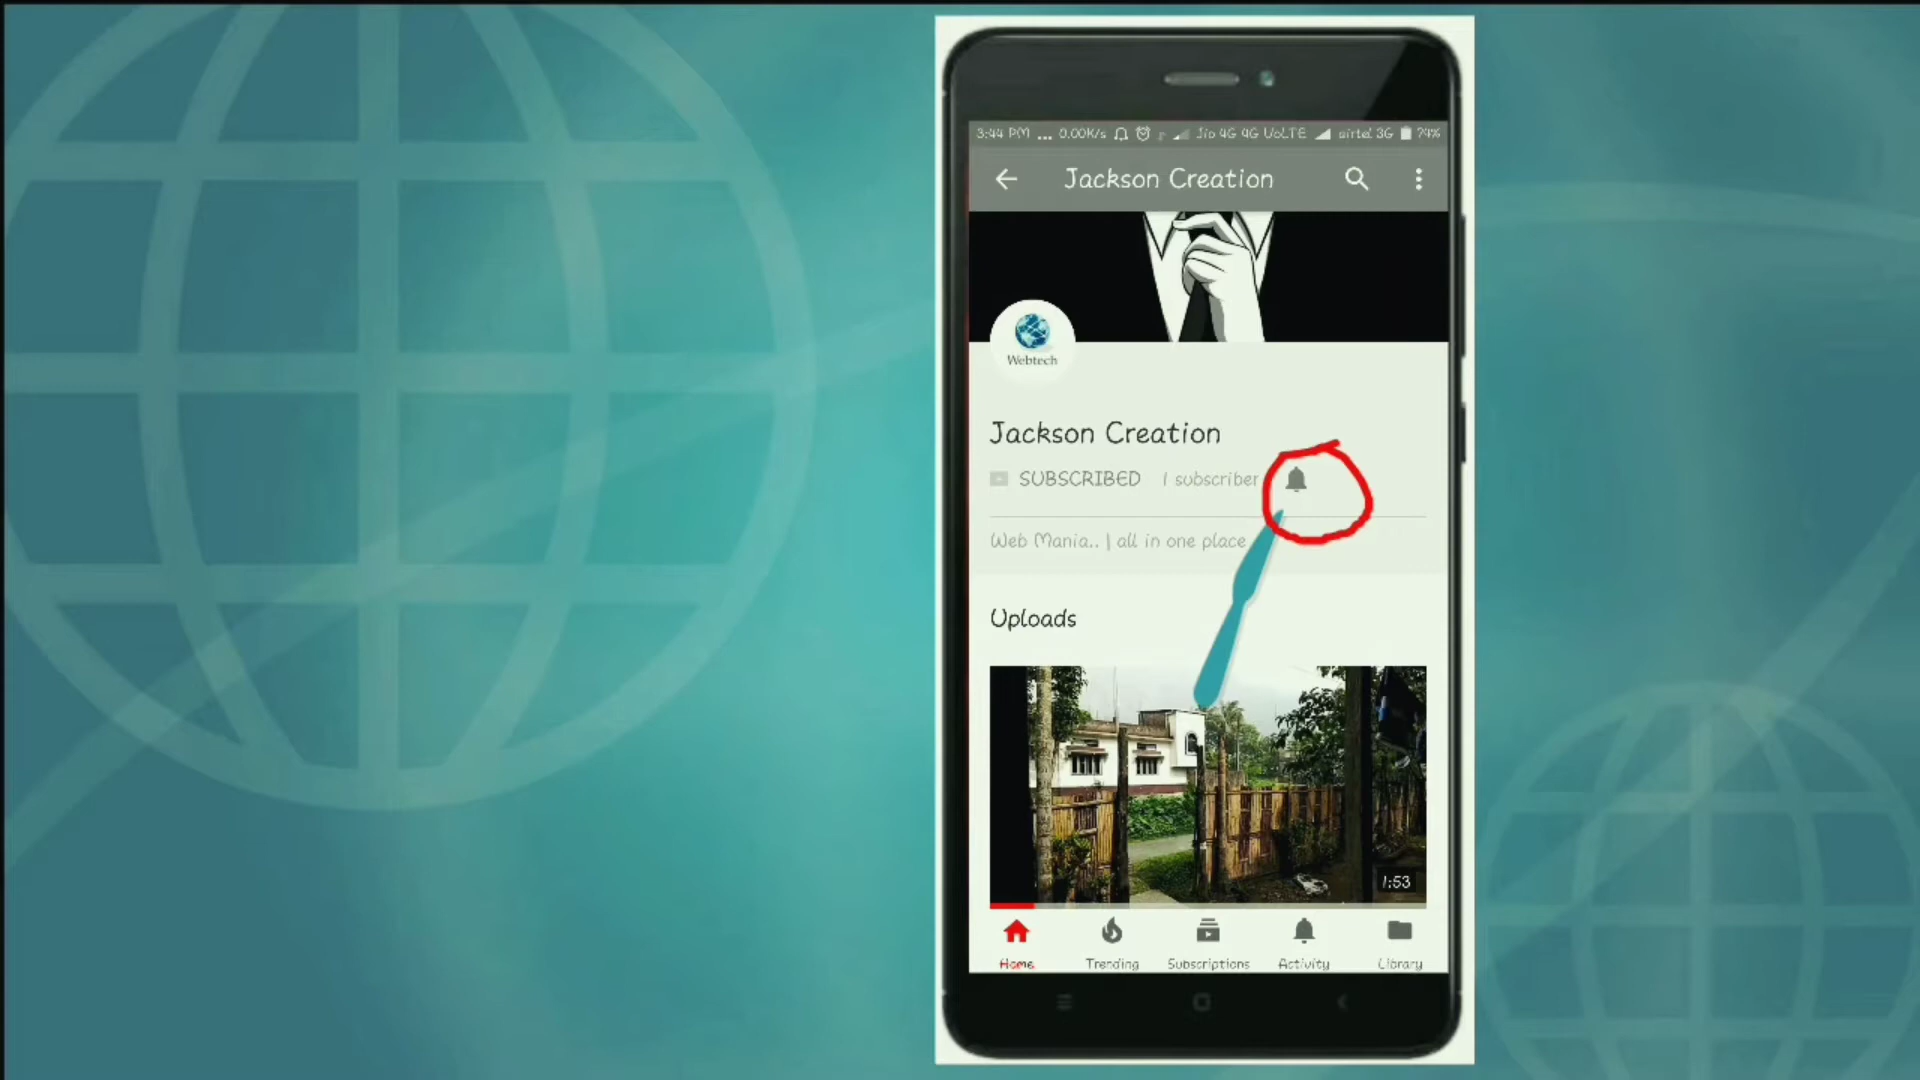 3:44 PM ... 0.00K/s Jio 4G 4G VoLTE airtel 3G 74%
Jackson Creation
Webtech
Jackson Creation
SUBSCRIBED 1 subscriber
Web Mania.. | all in one place
Uploads
1:53
Home Trending Subscriptions Activity Library